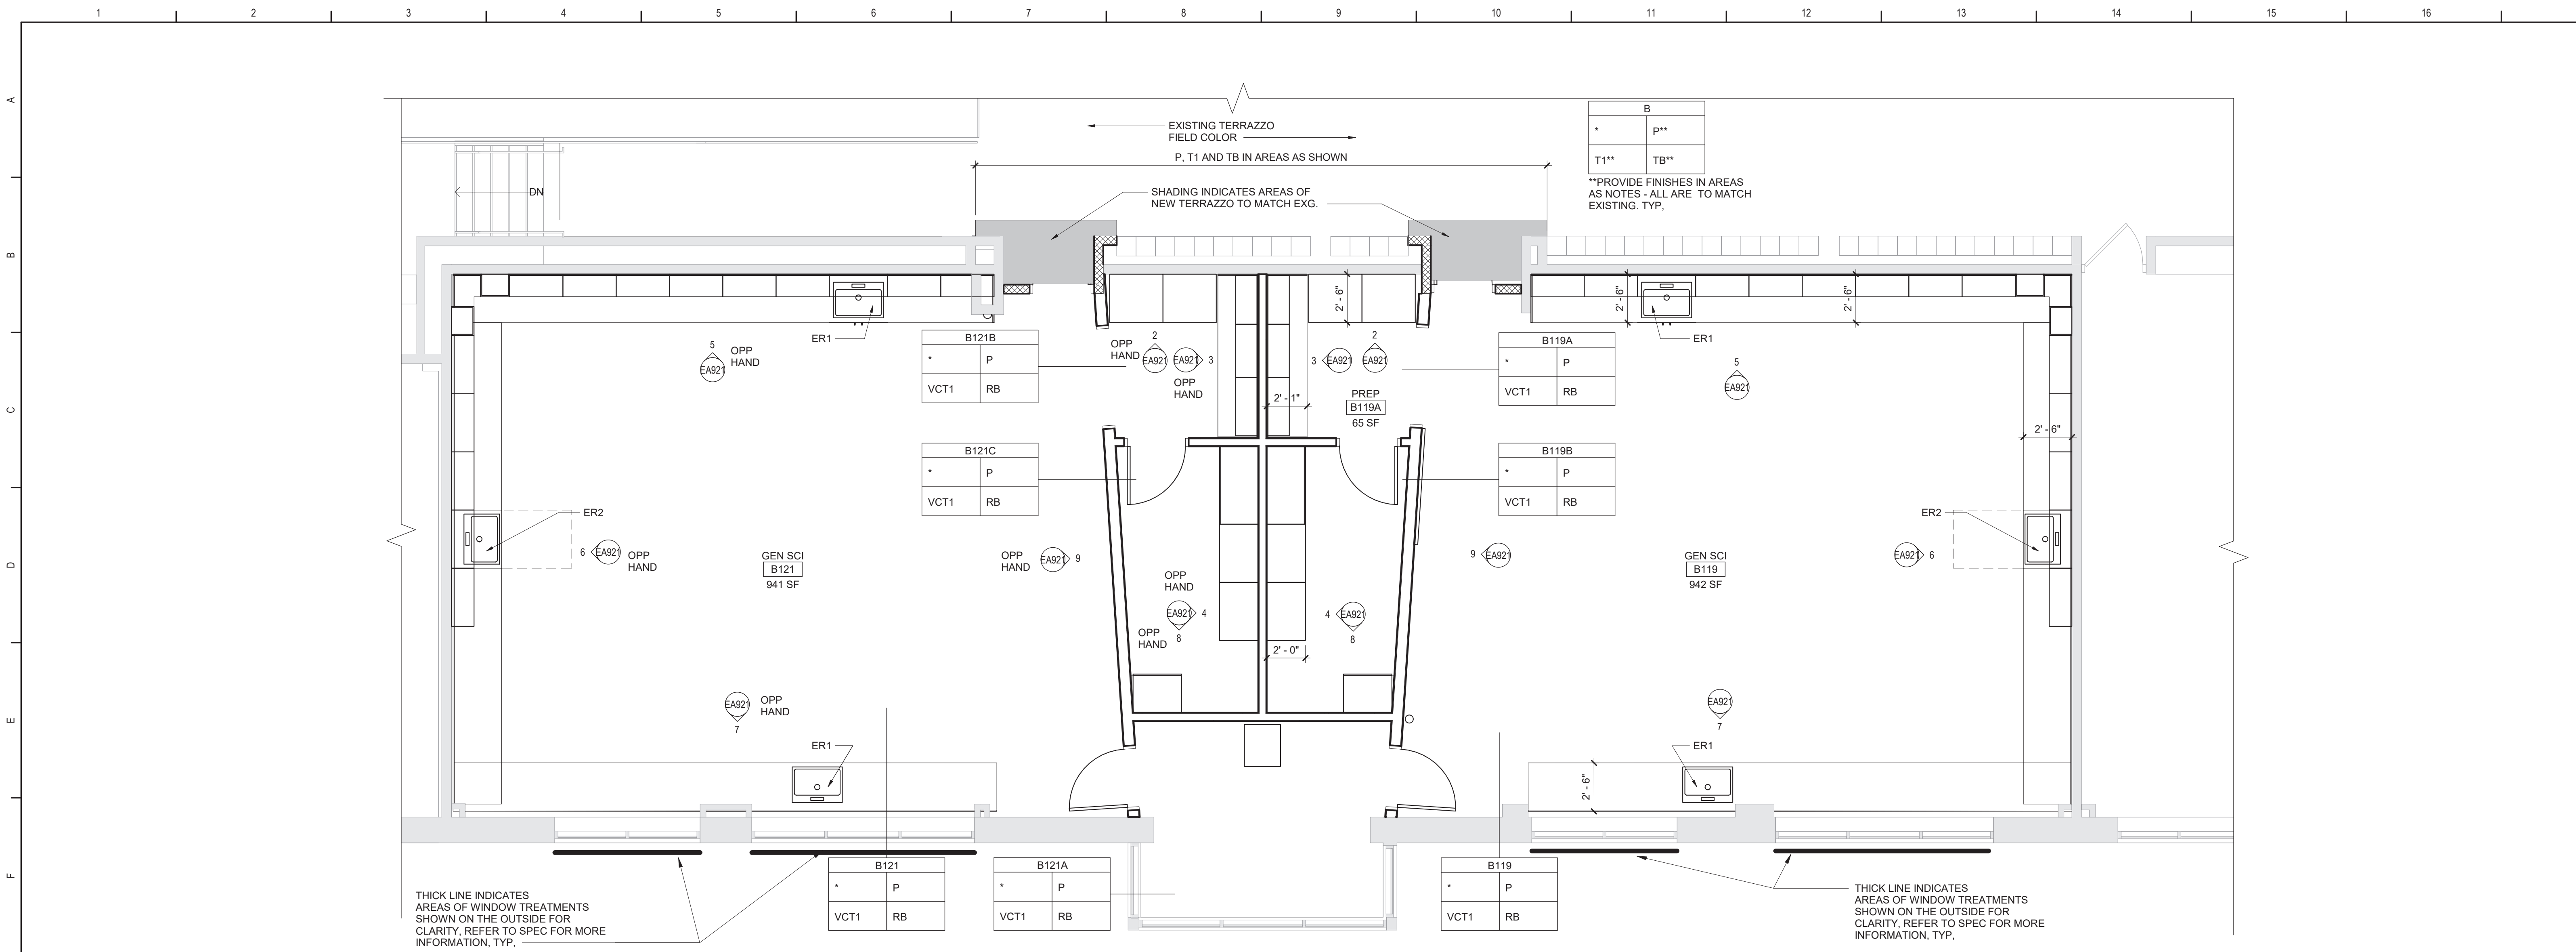 1 2 3 4 5 6 7 8 9 10 11 12 13 14 15 16
A
B
C
D
E
F
EXISTING TERRAZZO
FIELD COLOR
P, T1 AND TB IN AREAS AS SHOWN
B
* P**
T1** TB**
**PROVIDE FINISHES IN AREAS
AS NOTES - ALL ARE TO MATCH
EXISTING. TYP,
DN
SHADING INDICATES AREAS OF
NEW TERRAZZO TO MATCH EXG.
ER1
5
EA921
OPP
HAND
B121B
* P
VCT1 RB
OPP
HAND
2
EA921
EA921 3
OPP
HAND
2' - 6"
3 EA921
2
EA921
2' - 1"
PREP
B119A
65 SF
B119A
* P
VCT1 RB
2' - 6"
2' - 6"
ER1
5
EA921
2' - 6"
B121C
* P
VCT1 RB
B119B
* P
VCT1 RB
ER2
6 EA921
OPP
HAND
GEN SCI
B121
941 SF
OPP
HAND
EA921 9
9 EA921
GEN SCI
B119
942 SF
EA921 6
ER2
OPP
HAND
EA921 4
8
OPP
HAND
4 EA921
8
2' - 0"
EA921
7
OPP
HAND
ER1
EA921
7
ER1
2' - 6"
B121
* P
VCT1 RB
B121A
* P
VCT1 RB
B119
* P
VCT1 RB
THICK LINE INDICATES
AREAS OF WINDOW TREATMENTS
SHOWN ON THE OUTSIDE FOR
CLARITY, REFER TO SPEC FOR MORE
INFORMATION, TYP,
THICK LINE INDICATES
AREAS OF WINDOW TREATMENTS
SHOWN ON THE OUTSIDE FOR
CLARITY, REFER TO SPEC FOR MORE
INFORMATION, TYP,